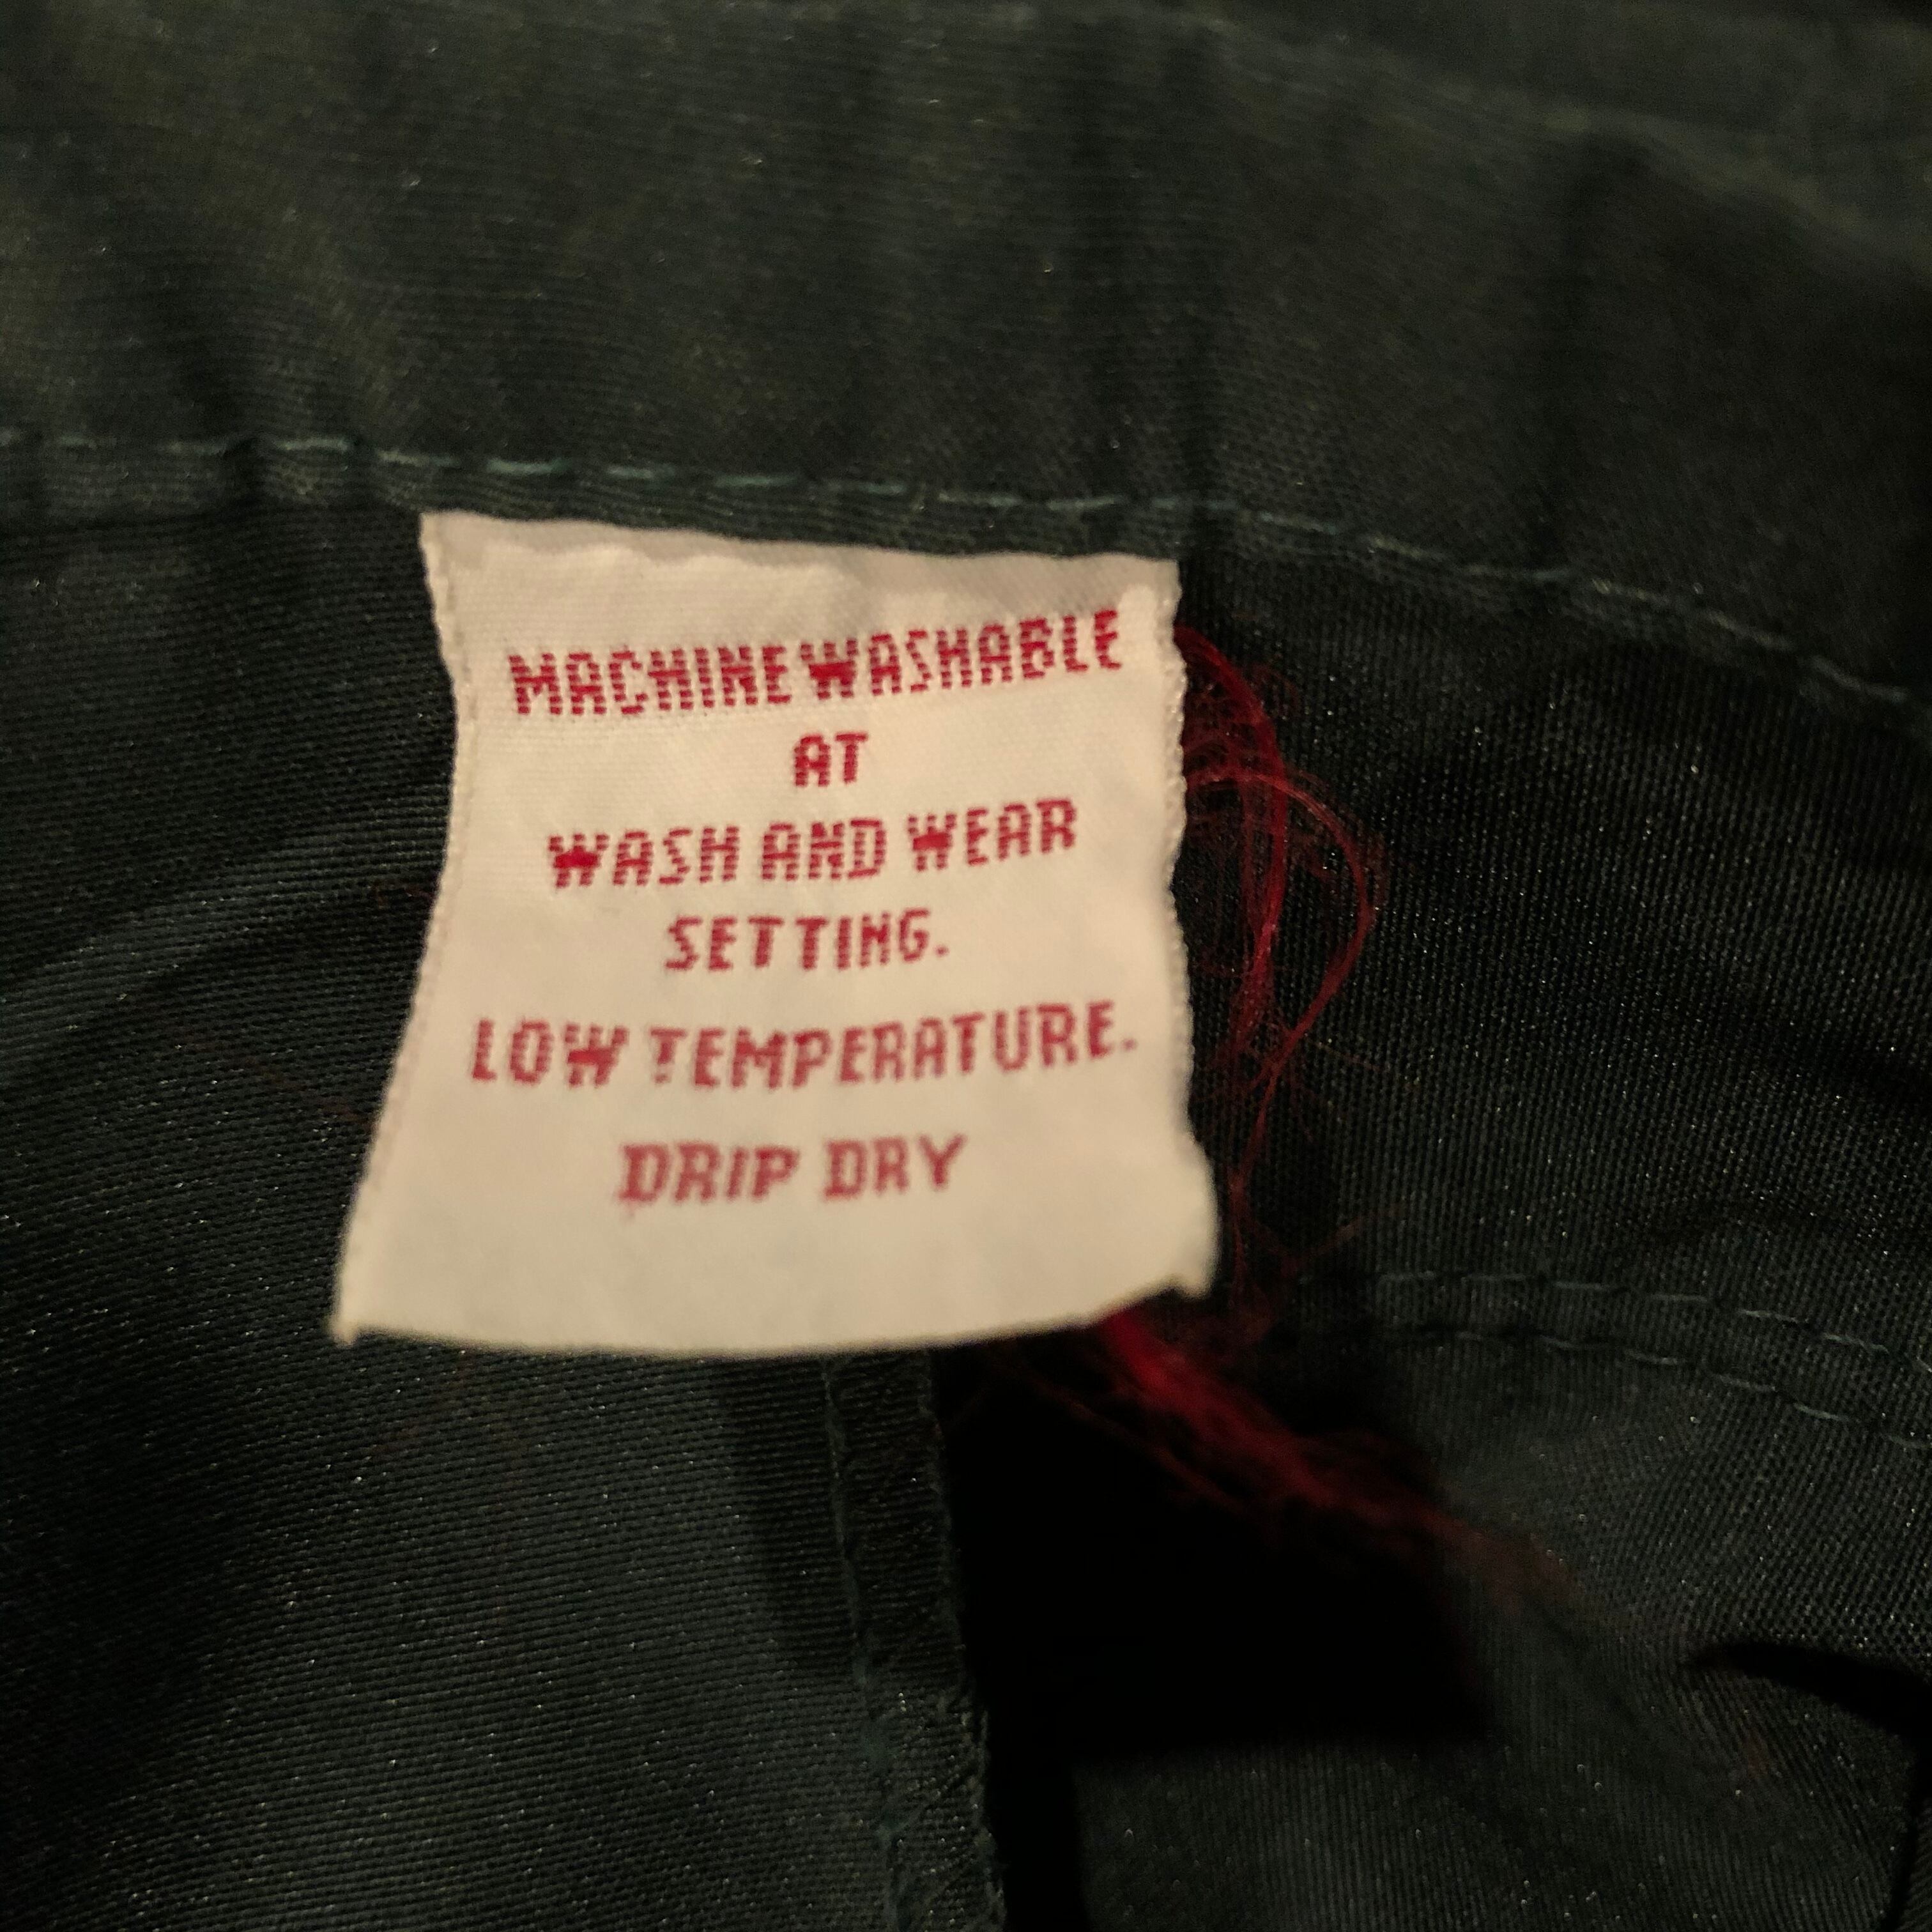 MACHINE WASHABLE
AT
WASH AND WEAR
SETTING.
LOW TEMPERATURE.
DRIP DRY